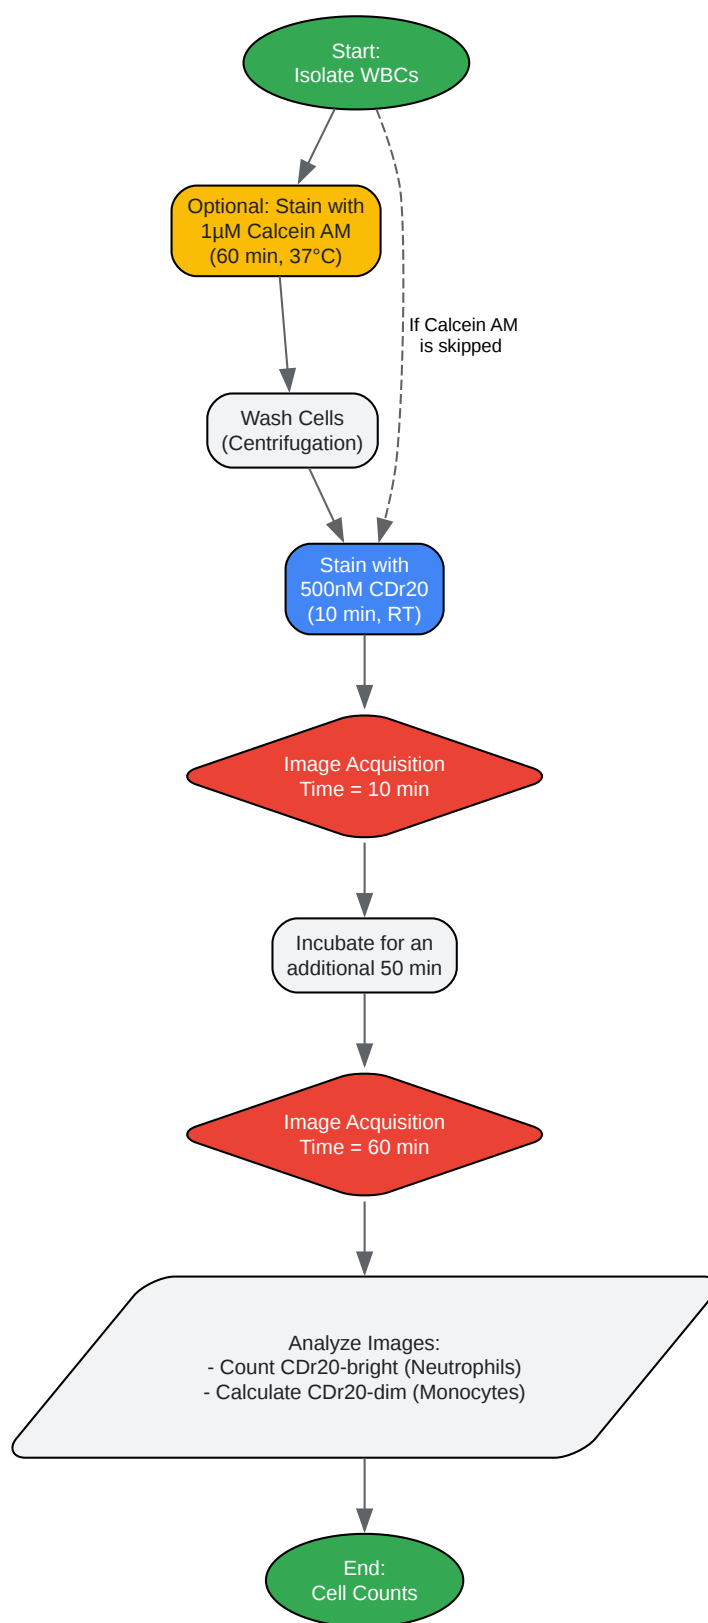 Start:
Isolate WBCs
Optional: Stain with
1µM Calcein AM
(60 min, 37°C)
If Calcein AM
is skipped
Wash Cells
(Centrifugation)
Stain with
500nM CDr20
(10 min, RT)
Image Acquisition
Time = 10 min
Incubate for an
additional 50 min
Image Acquisition
Time = 60 min
Analyze Images:
- Count CDr20-bright (Neutrophils)
- Calculate CDr20-dim (Monocytes)
End:
Cell Counts